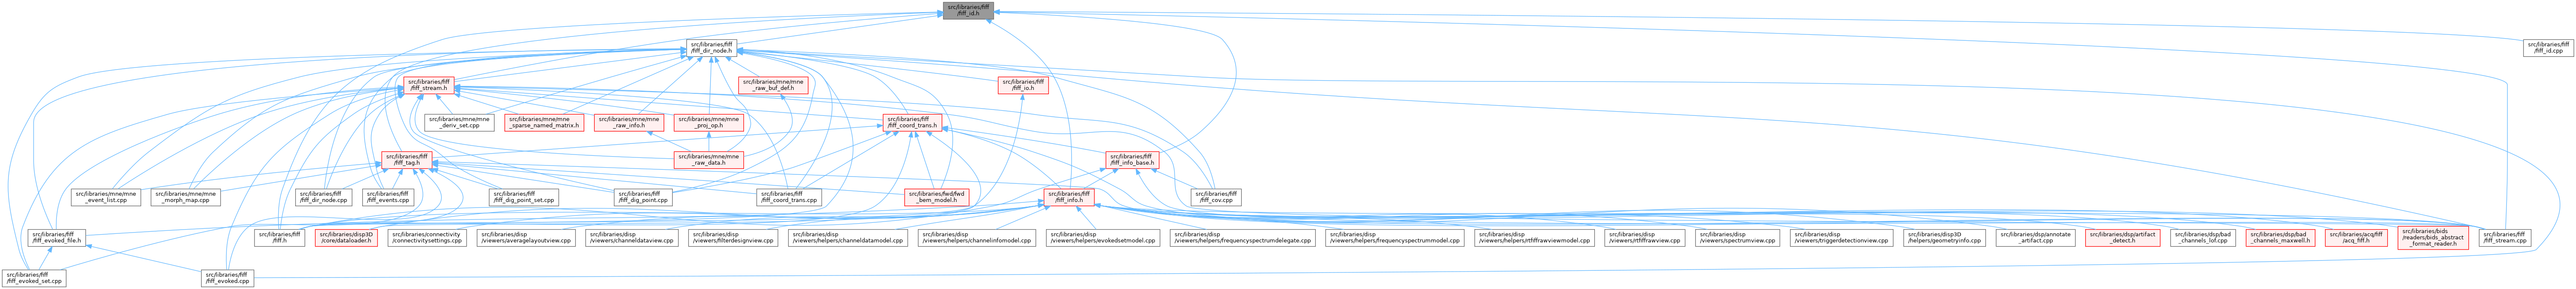 src/libraries/fiff
/fiff_id.h
src/libraries/fiff
/fiff_dir_node.h
src/libraries/fiff
/fiff_id.cpp
src/libraries/fiff
/fiff_stream.h
src/libraries/mne/mne
_raw_buf_def.h
src/libraries/fiff
/fiff_io.h
src/libraries/mne/mne
_deriv_set.cpp
src/libraries/mne/mne
_sparse_named_matrix.h
src/libraries/mne/mne
_raw_info.h
src/libraries/mne/mne
_proj_op.h
src/libraries/fiff
/fiff_coord_trans.h
src/libraries/fiff
/fiff_tag.h
src/libraries/mne/mne
_raw_data.h
src/libraries/fiff
/fiff_info_base.h
src/libraries/mne/mne
_event_list.cpp
src/libraries/mne/mne
_morph_map.cpp
src/libraries/fiff
/fiff_dir_node.cpp
src/libraries/fiff
/fiff_events.cpp
src/libraries/fiff
/fiff_dig_point_set.cpp
src/libraries/fiff
/fiff_dig_point.cpp
src/libraries/fiff
/fiff_coord_trans.cpp
src/libraries/fwd/fwd
_bem_model.h
src/libraries/fiff
/fiff_info.h
src/libraries/fiff
/fiff_cov.cpp
src/libraries/fiff
/fiff_evoked_file.h
src/libraries/fiff
/fiff.h
src/libraries/disp3D
/core/dataloader.h
src/libraries/connectivity
/connectivitysettings.cpp
src/libraries/disp
/viewers/averagelayoutview.cpp
src/libraries/disp
/viewers/channeldataview.cpp
src/libraries/disp
/viewers/filterdesignview.cpp
src/libraries/disp
/viewers/helpers/channeldatamodel.cpp
src/libraries/disp
/viewers/helpers/channelinfomodel.cpp
src/libraries/disp
/viewers/helpers/evokedsetmodel.cpp
src/libraries/disp
/viewers/helpers/frequencyspectrumdelegate.cpp
src/libraries/disp
/viewers/helpers/frequencyspectrummodel.cpp
src/libraries/disp
/viewers/helpers/rtfiffrawviewmodel.cpp
src/libraries/disp
/viewers/rtfiffrawview.cpp
src/libraries/disp
/viewers/spectrumview.cpp
src/libraries/disp
/viewers/triggerdetectionview.cpp
src/libraries/disp3D
/helpers/geometryinfo.cpp
src/libraries/dsp/annotate
_artifact.cpp
src/libraries/dsp/artifact
_detect.h
src/libraries/dsp/bad
_channels_lof.cpp
src/libraries/dsp/bad
_channels_maxwell.h
src/libraries/acq/fiff
/acq_fiff.h
src/libraries/bids
/readers/bids_abstract
_format_reader.h
src/libraries/fiff
/fiff_stream.cpp
src/libraries/fiff
/fiff_evoked_set.cpp
src/libraries/fiff
/fiff_evoked.cpp